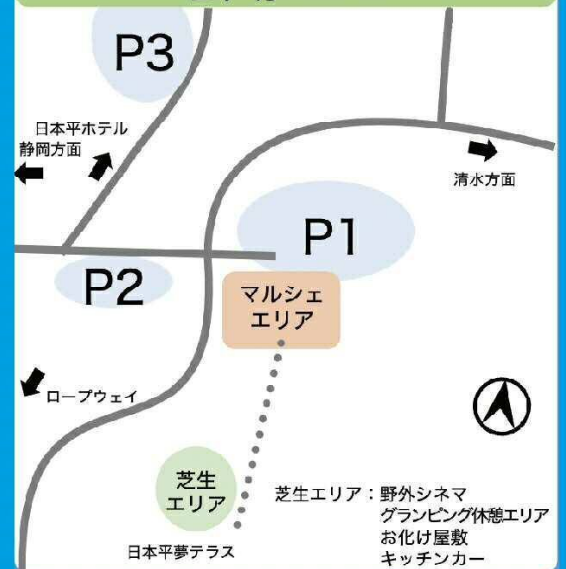 P3
日本平ホテル
静岡方面
清水方面
P1
P2
マルシェ
エリア
ロープウェイ
芝生
エリア
芝生エリア：野外シネマ
グランピング休憩エリア
お化け屋敷
キッチンカー
日本平夢テラス